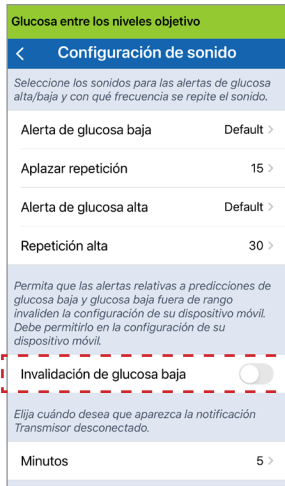 Glucosa entre los niveles objetivo
Configuración de sonido
Seleccione los sonidos para las alertas de glucosa
alta/baja y con qué frecuencia se repite el sonido.
Alerta de glucosa baja Default
Aplazar repetición 15
Alerta de glucosa alta Default
Repetición alta 30
Permita que las alertas relativas a predicciones de
glucosa baja y glucosa baja fuera de rango
invaliden la configuración de su dispositivo móvil.
Debe permitirlo en la configuración de su
dispositivo móvil.
Invalidación de glucosa baja
Elija cuándo desea que aparezca la notificación
Transmisor desconectado.
Minutos 5